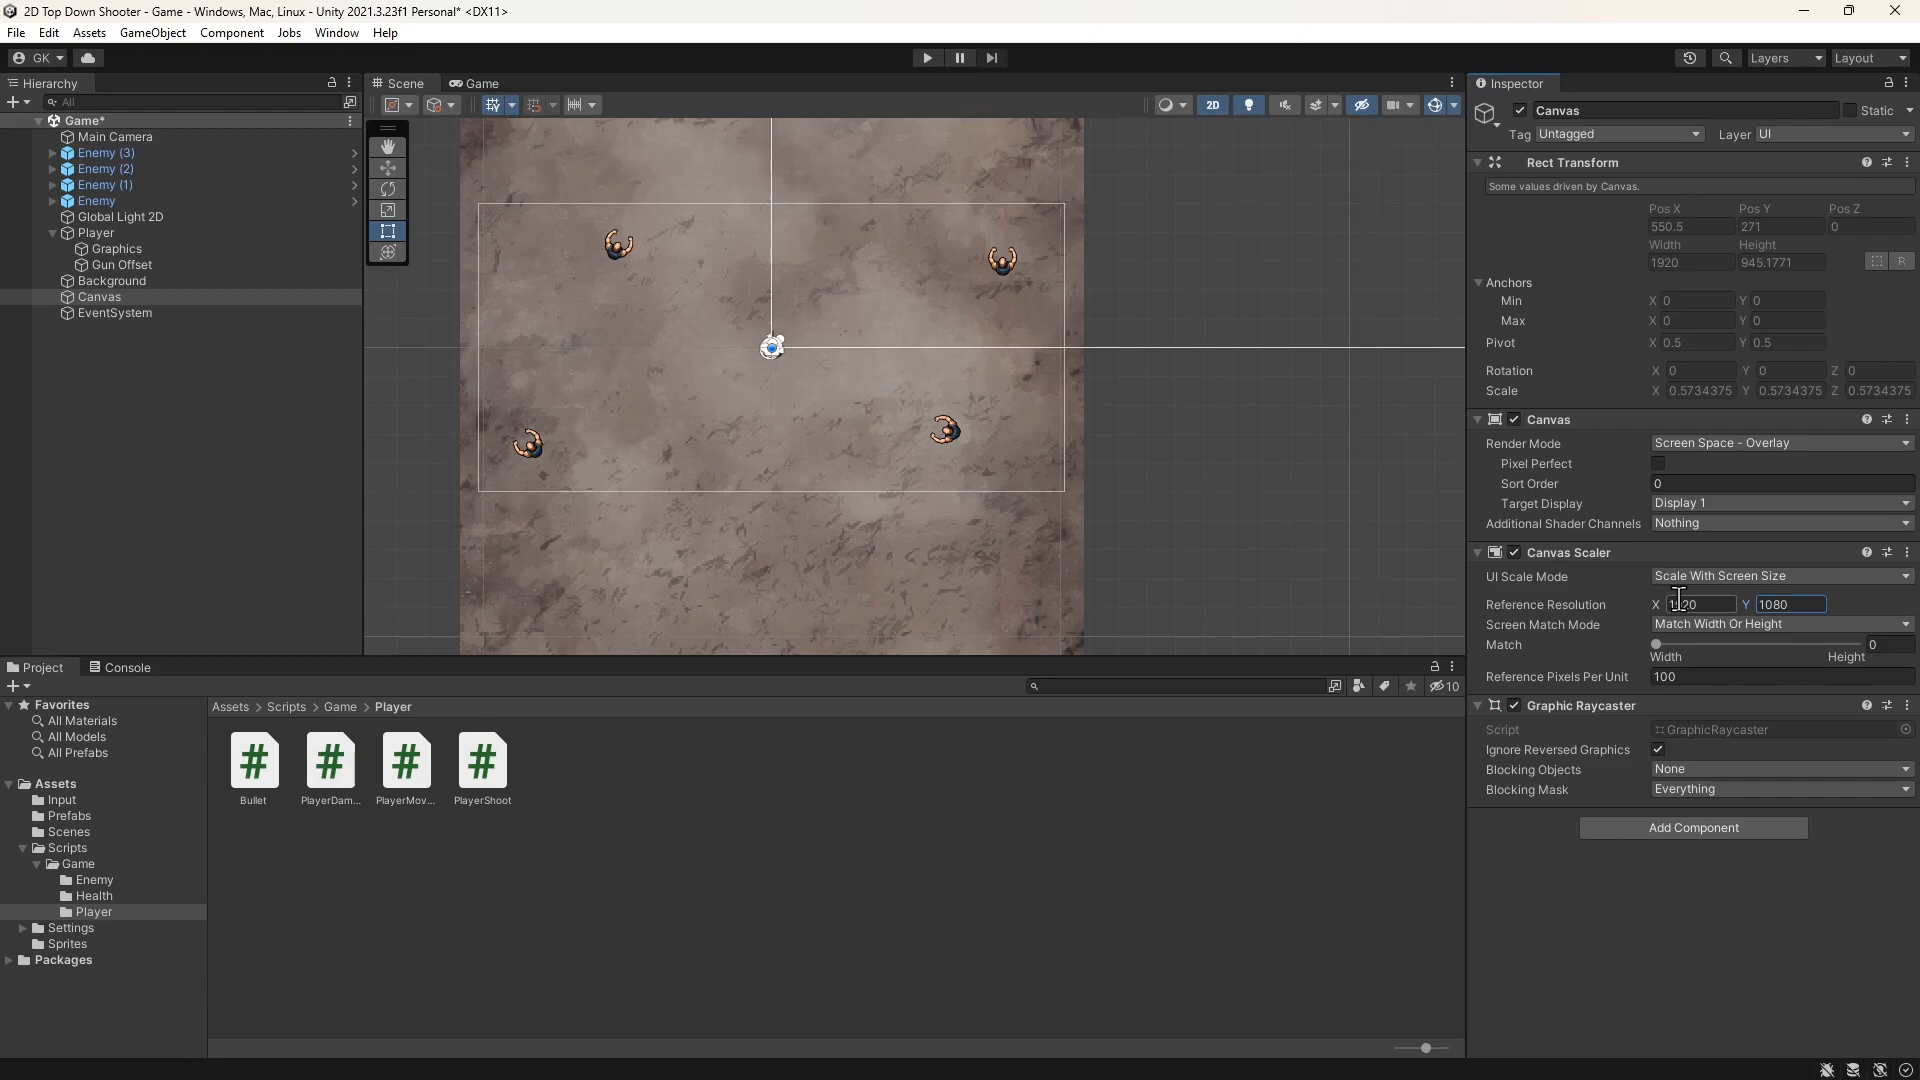 2D Top Down Shooter - Game - Windows, Mac, Linux - Unity 2021.3.23f1 Personal* <DX11>
File Edit Assets GameObject Component Jobs Window Help
GK Layers Layout
Hierarchy
All
Game*
Main Camera
Enemy (3)
Enemy (2)
Enemy (1)
Enemy
Global Light 2D
Player
Graphics
Gun Offset
Background
Canvas
EventSystem
Scene Game
2D
Inspector
Canvas Static
Tag Untagged Layer UI
Rect Transform
Some values driven by Canvas.
Pos X Pos Y Pos Z
550.5 271 0
Width Height
1920 945.1771 R
Anchors
Min X 0 Y 0
Max X 0 Y 0
Pivot X 0.5 Y 0.5
Rotation X 0 Y 0 Z 0
Scale X 0.5734375 Y 0.5734375 Z 0.5734375
Canvas
Render Mode Screen Space - Overlay
Pixel Perfect
Sort Order 0
Target Display Display 1
Additional Shader Channels Nothing
Canvas Scaler
UI Scale Mode Scale With Screen Size
Reference Resolution X 1920 Y 1080
Screen Match Mode Match Width Or Height
Match 0
Width Height
Reference Pixels Per Unit 100
Graphic Raycaster
Script GraphicRaycaster
Ignore Reversed Graphics
Blocking Objects None
Blocking Mask Everything
Add Component
Project Console
10
Favorites
All Materials
All Models
All Prefabs
Assets
Input
Prefabs
Scenes
Scripts
Game
Enemy
Health
Player
Settings
Sprites
Packages
Assets > Scripts > Game > Player
Bullet PlayerDam... PlayerMov... PlayerShoot